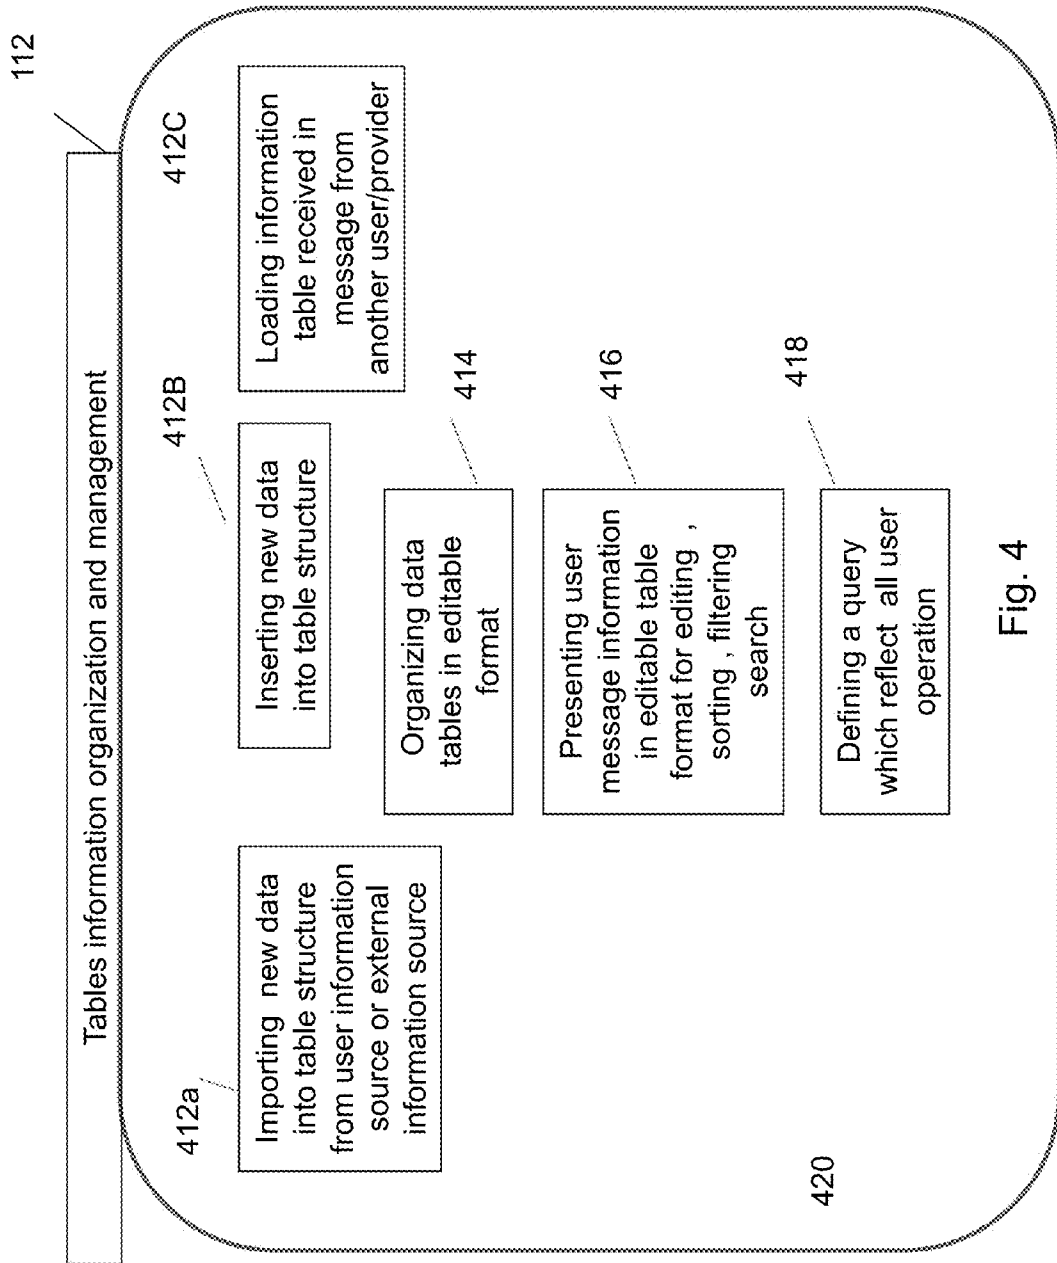 112
Tables information organization and management
412a
412B
412C
Importing new data
into table structure
from user information
source or external
information source
Inserting new data
into table structure
Loading information
table received in
message from
another user/provider
Organizing data
tables in editable
format
414
Presenting user
message information
in editable table
format for editing ,
sorting , filtering
search
416
Defining a query
which reflect all user
operation
418
420
Fig. 4